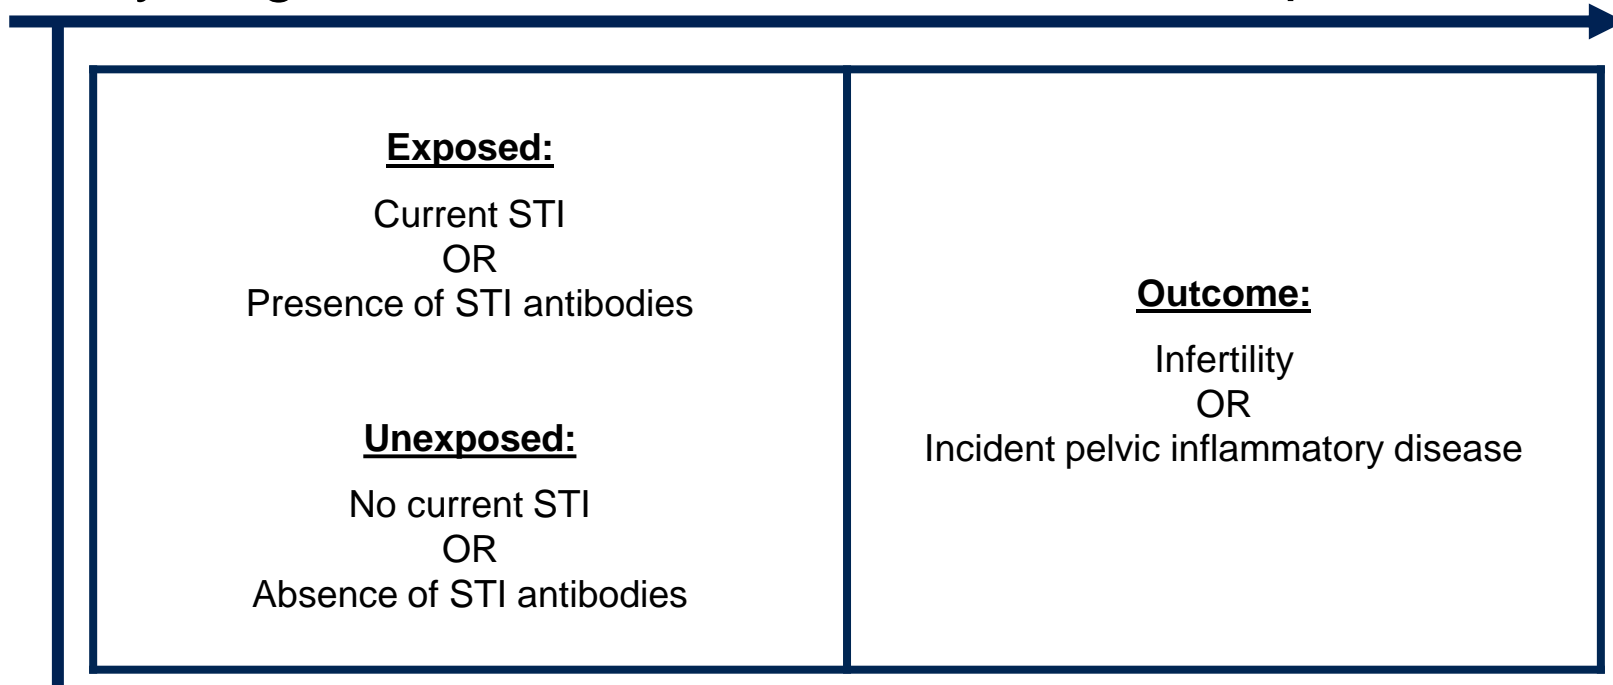 Exposed:
Current STI
OR
Presence of STI antibodies
Unexposed:
No current STI
OR
Absence of STI antibodies
Outcome:
Infertility
OR
Incident pelvic inflammatory disease